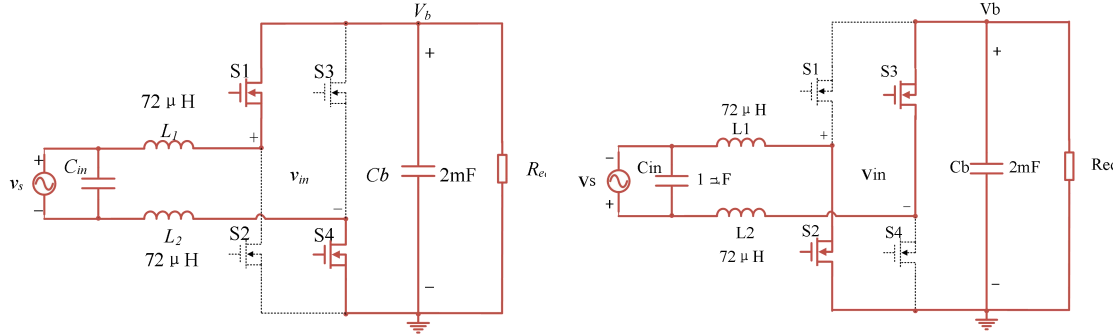 V_b
S1
S3
72 μ H
L_1
+
+
+
C_in
v_s
v_in
Cb
2mF
−
−
L_2
72 μ H
S2
S4
−
Vb
S1
S3
+
72 μ H
L1
+
−
Vs
Cin
Vin
Cb
2mF
Req
+
−
L2
72 μ H
S2
S4
−